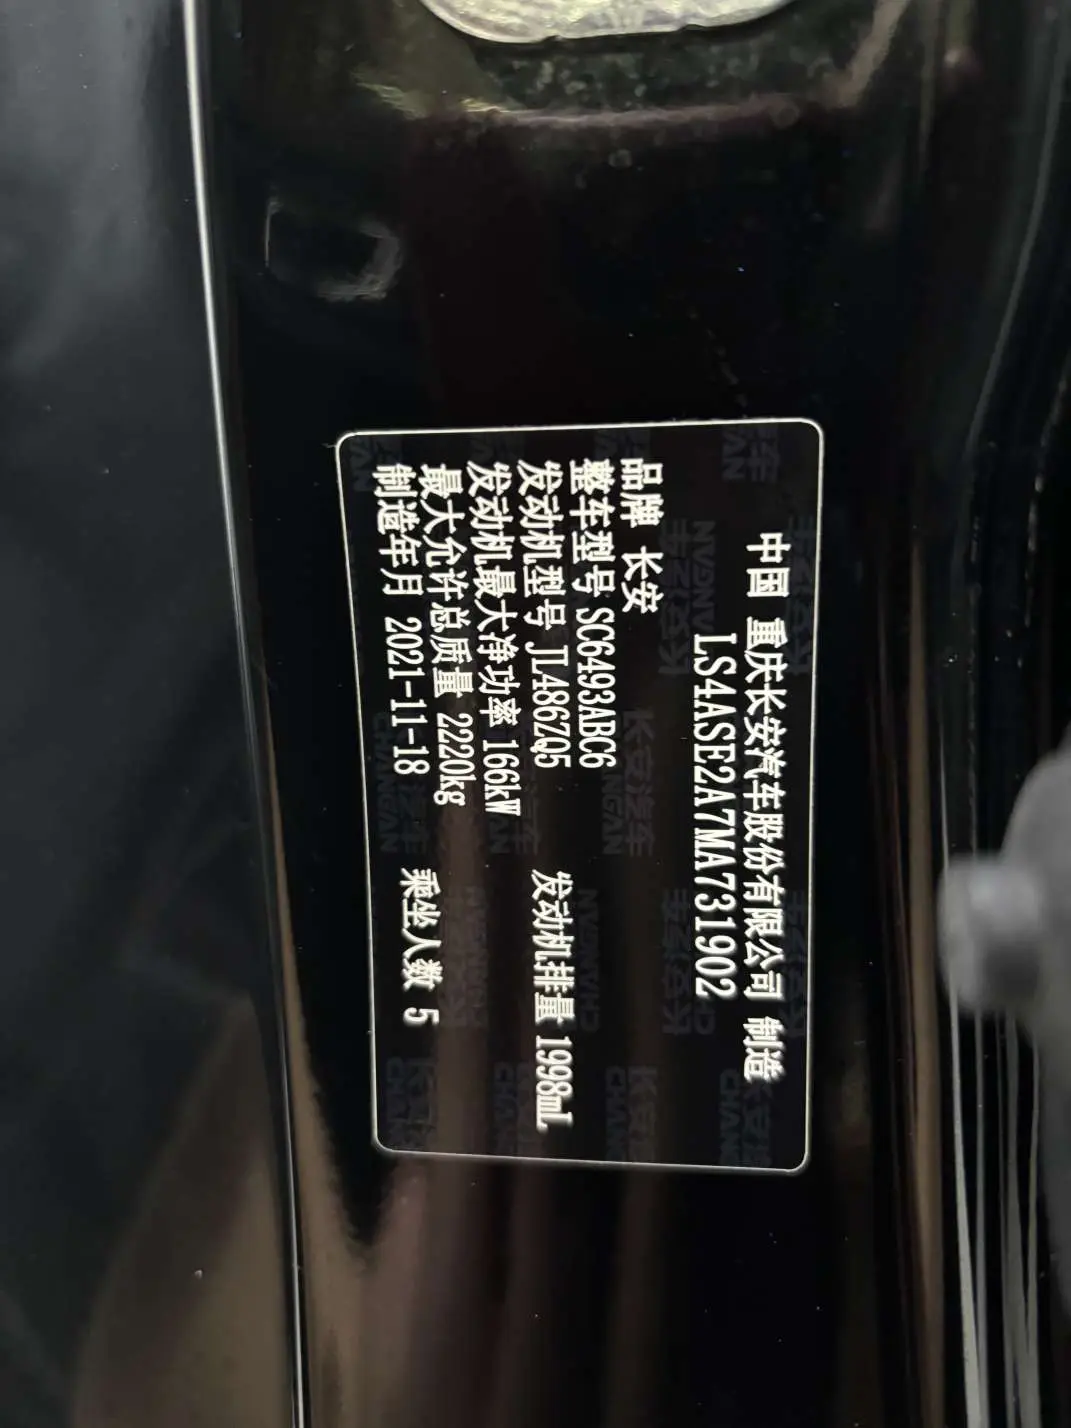 中国 重庆长安汽车股份有限公司 制造
LS4ASE2A7MA731902
品牌 长安
整车型号 SC6493ABC6
发动机型号 JL486ZQ5 发动机排量 1998mL
发动机最大净功率 166kW
最大允许总质量 2220kg
制造年月 2021-11-18 乘坐人数 5